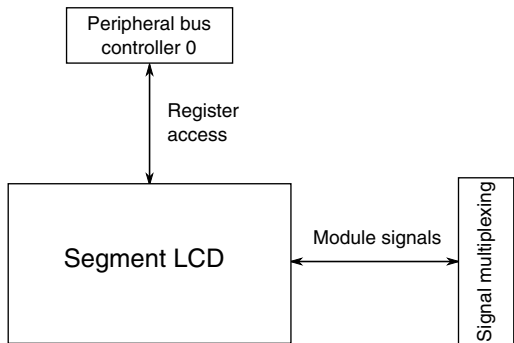 Peripheral bus
controller 0
Register
access
Segment LCD
Module signals
Signal multiplexing